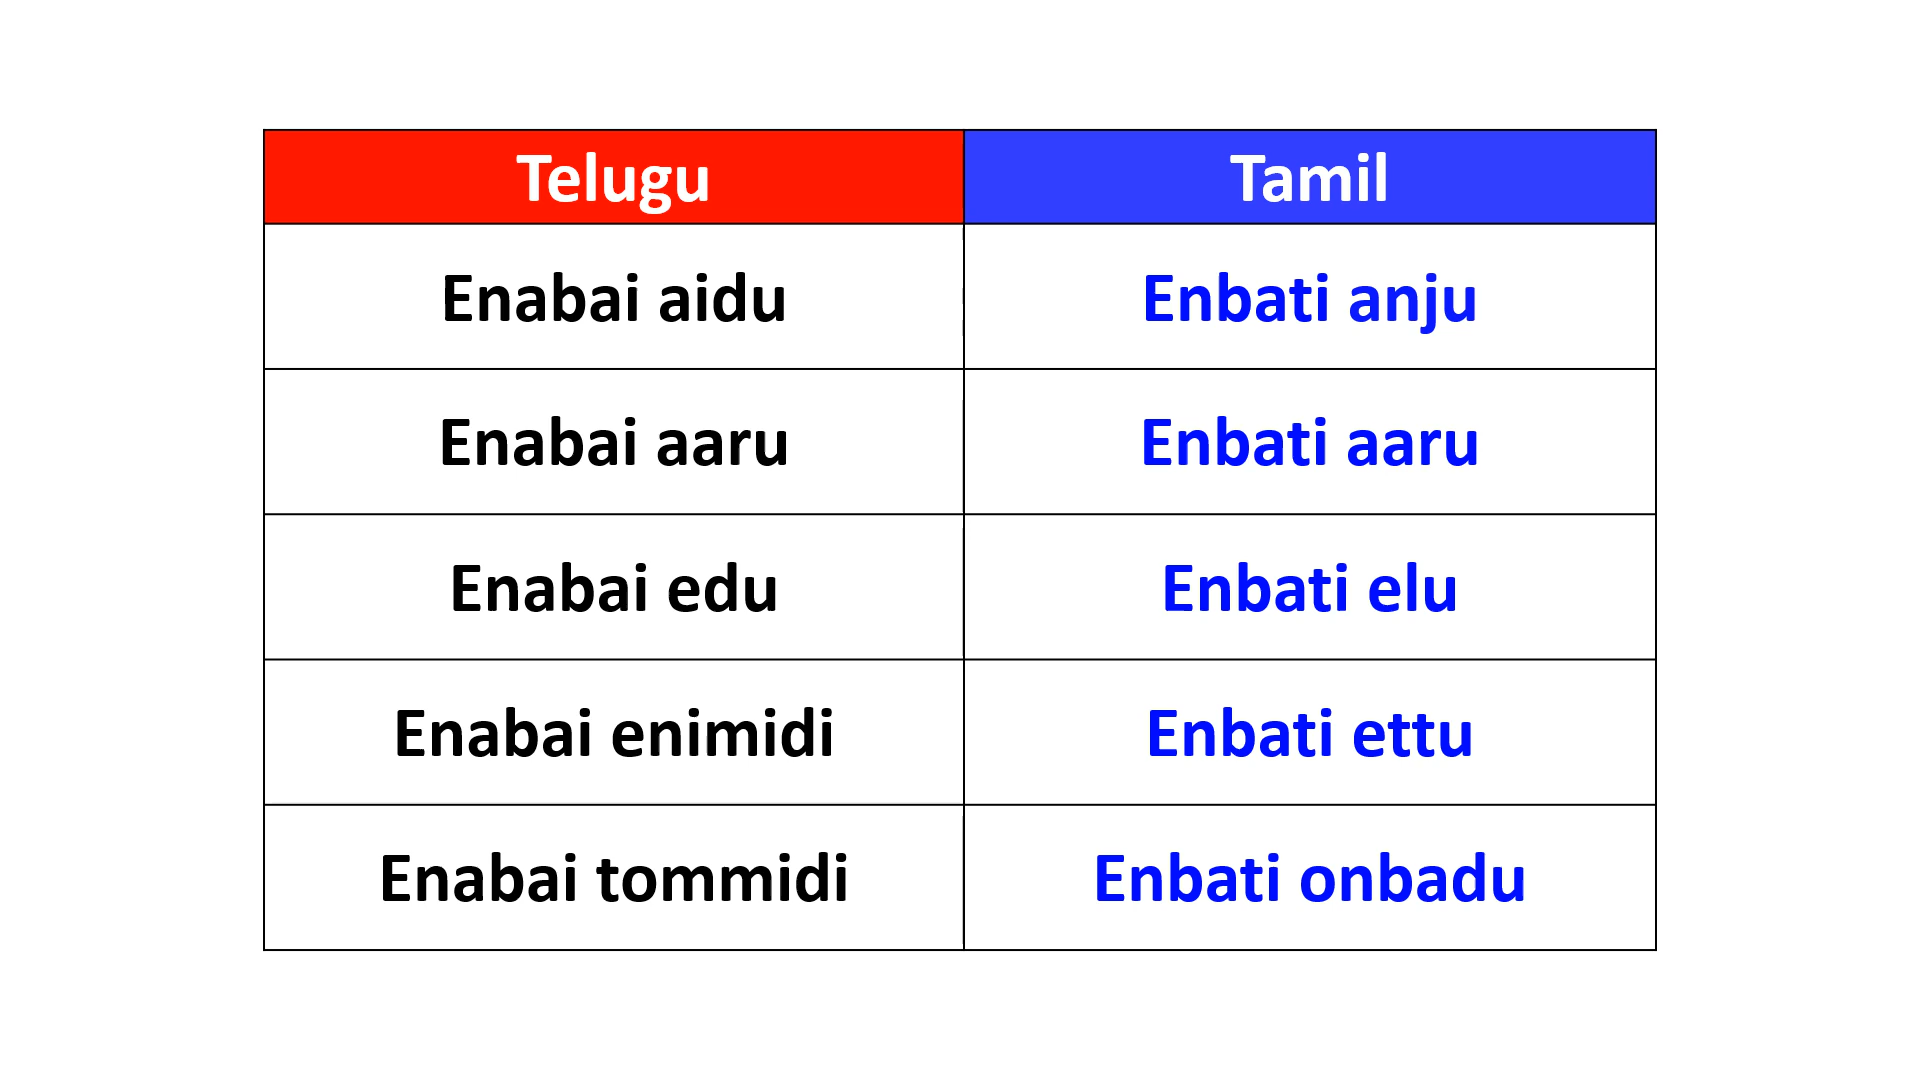 Telugu Tamil
Enabai aidu Enbati anju
Enabai aaru Enbati aaru
Enabai edu Enbati elu
Enabai enimidi Enbati ettu
Enabai tommidi Enbati onbadu